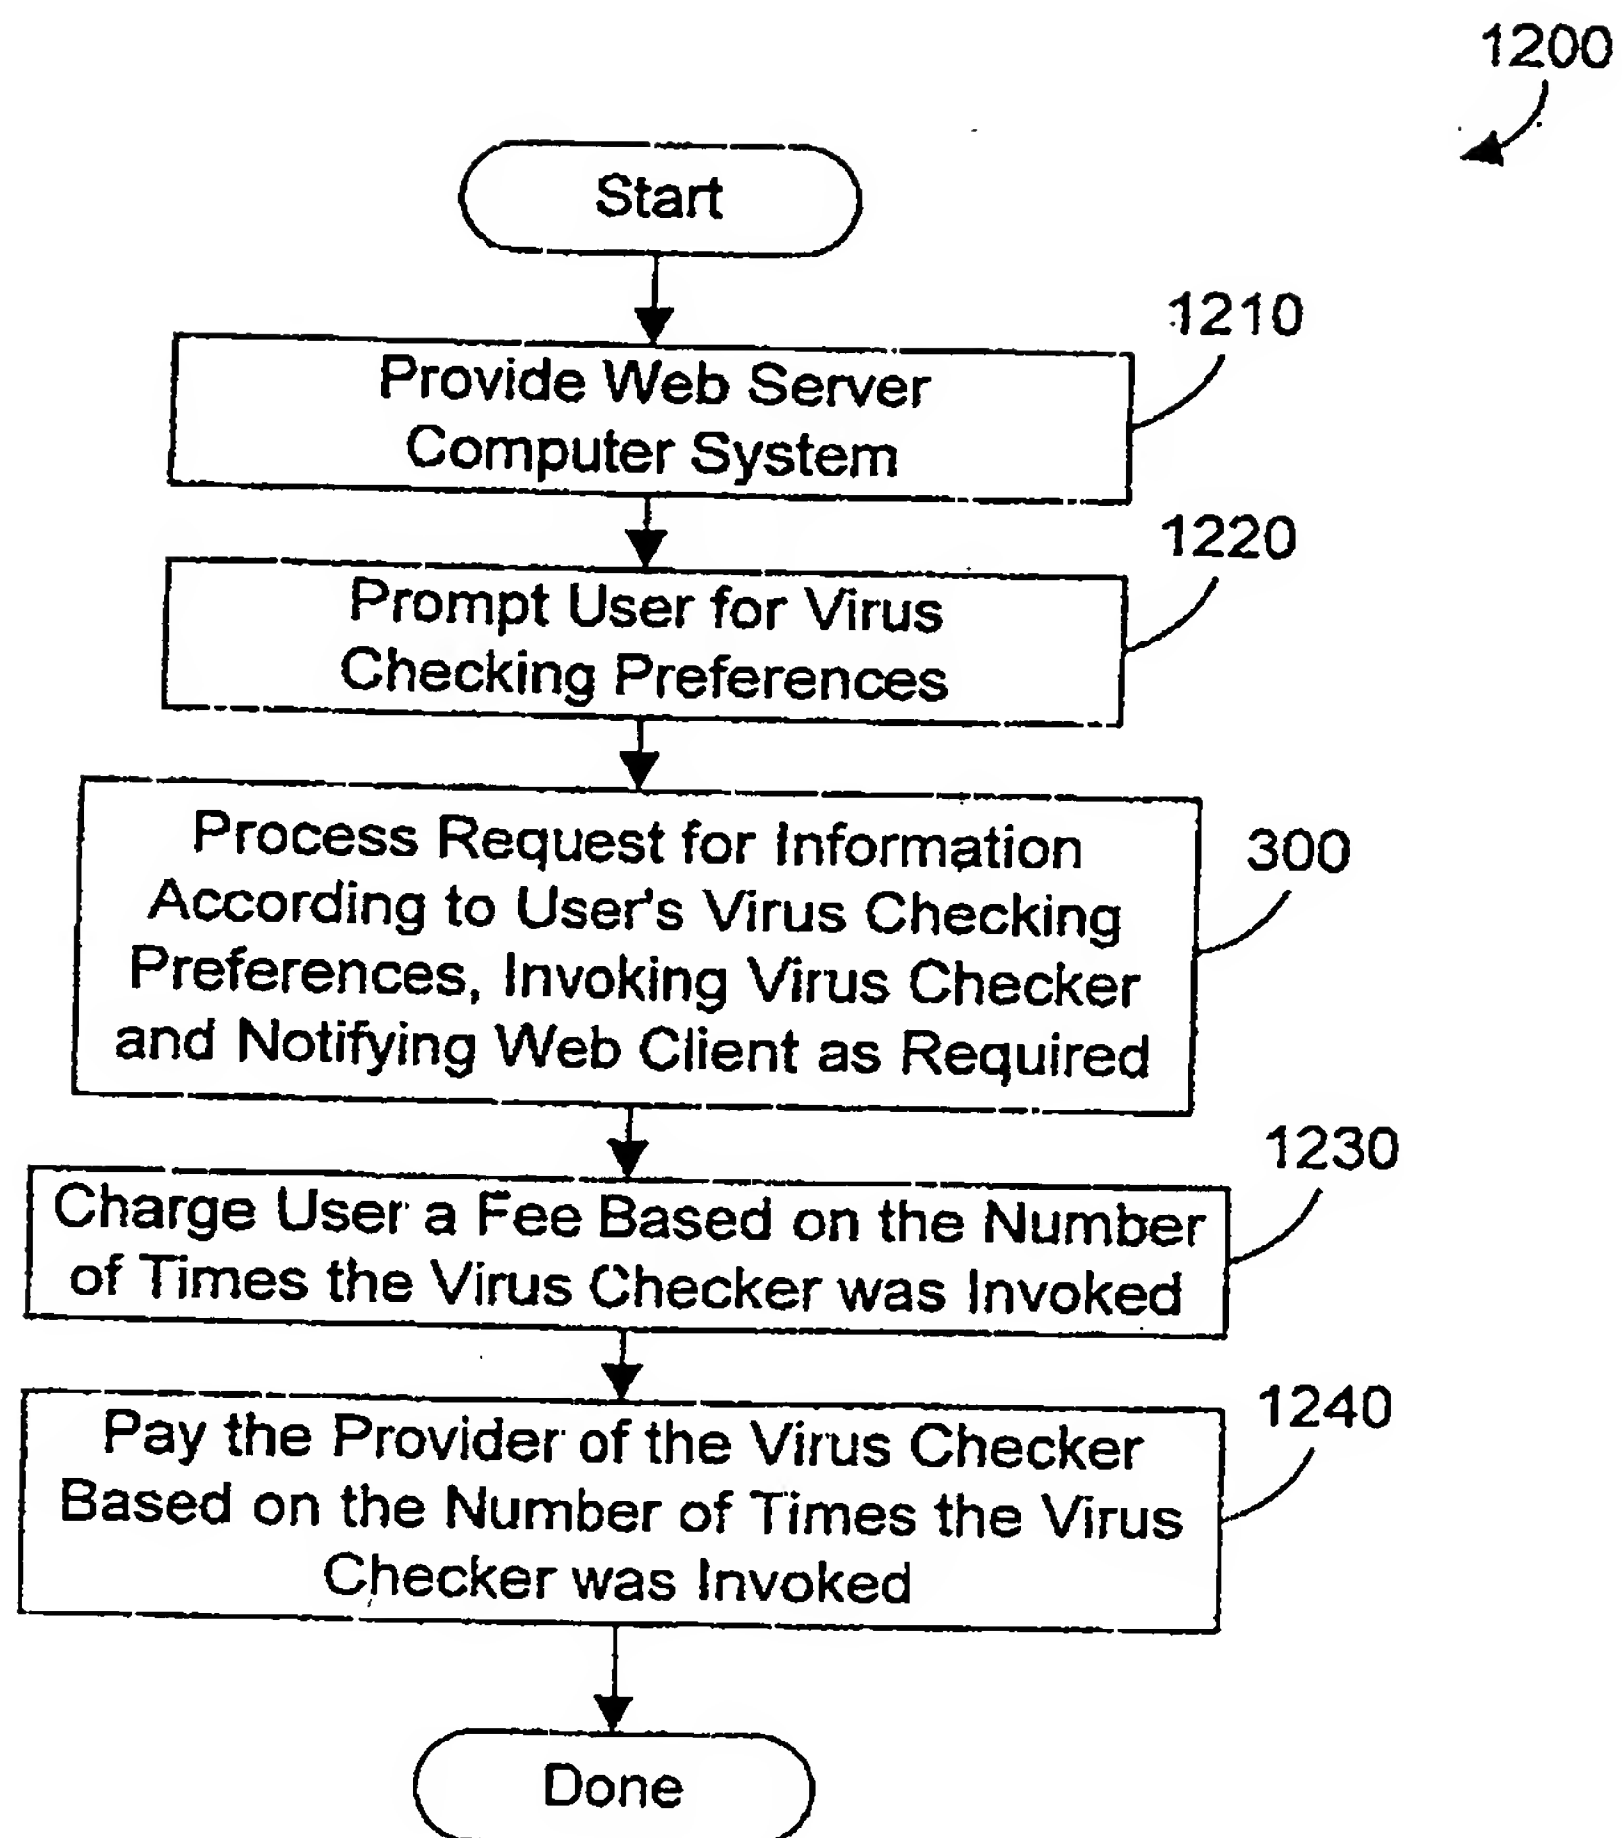 1200
Start
1210
Provide Web Server
Computer System
1220
Prompt User for Virus
Checking Preferences
300
Process Request for Information
According to User's Virus Checking
Preferences, Invoking Virus Checker
and Notifying Web Client as Required
1230
Charge User a Fee Based on the Number
of Times the Virus Checker was Invoked
1240
Pay the Provider of the Virus Checker
Based on the Number of Times the Virus
Checker was Invoked
Done